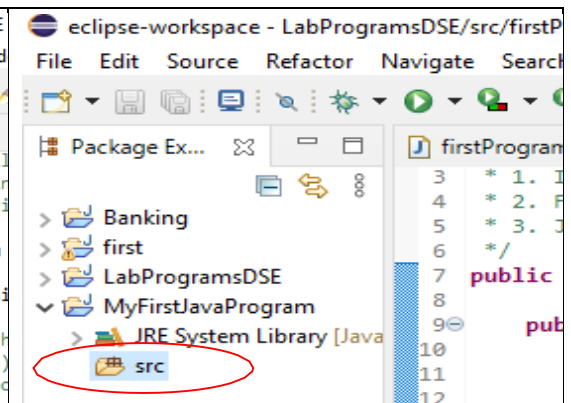 eclipse-workspace - LabProgramsDSE/src/firstP
File Edit Source Refactor Navigate Search
Package Ex...
firstProgram
Banking
first
LabProgramsDSE
MyFirstJavaProgram
JRE System Library [Java
src
3 * 1. I
4 * 2. F
5 * 3. J
6 */
7 public
8
9 pub
10
11
12